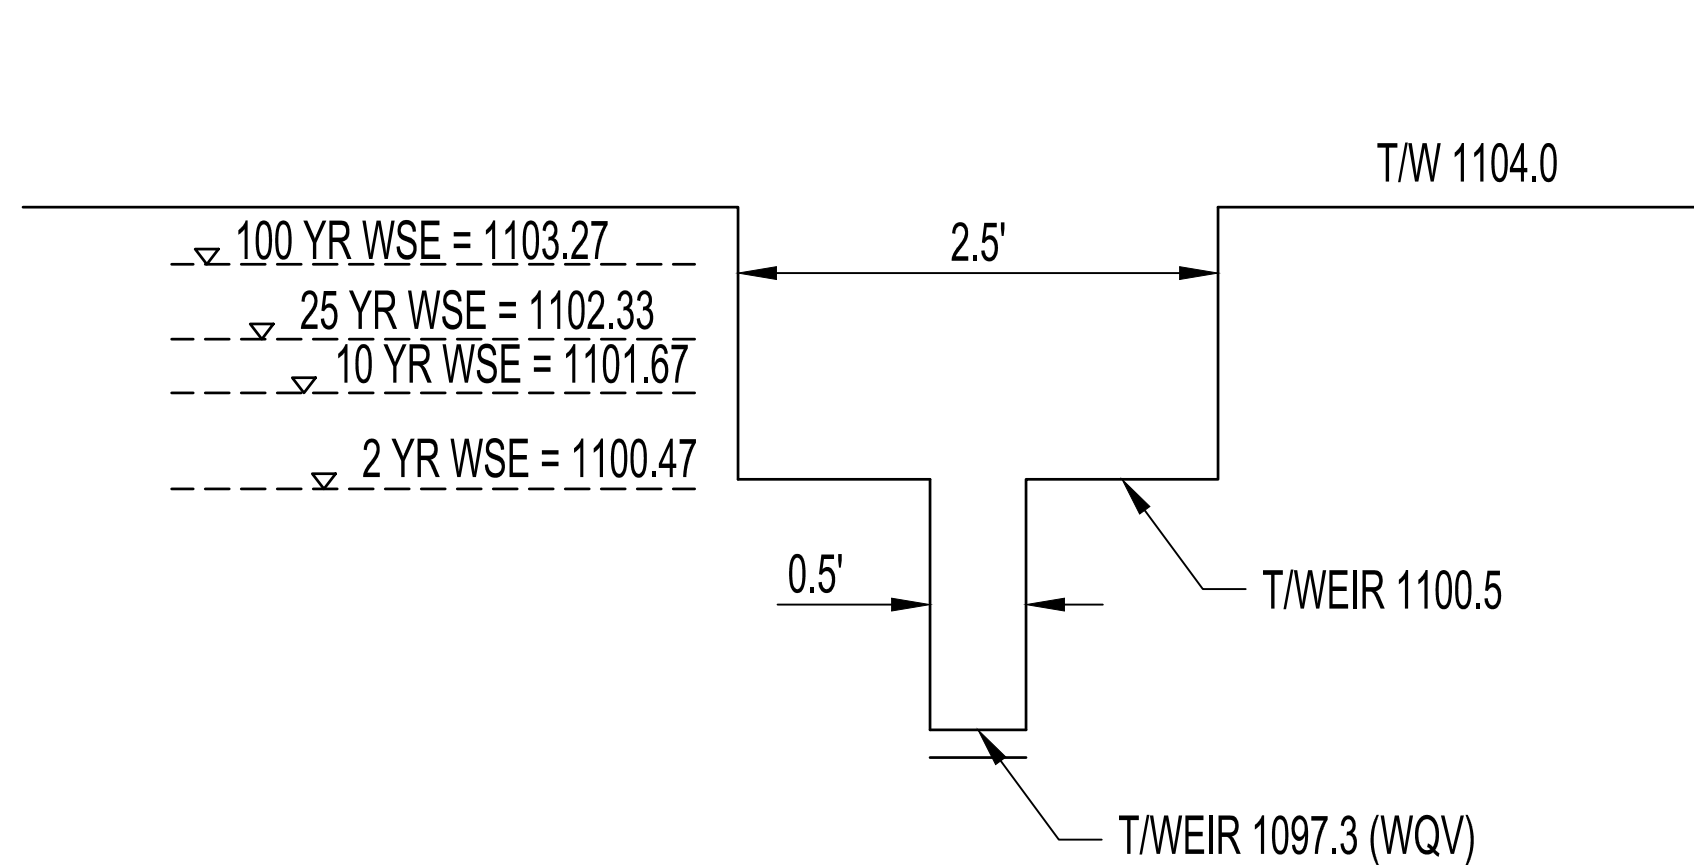 T/W 1104.0
100 YR WSE = 1103.27
2.5'
25 YR WSE = 1102.33
10 YR WSE = 1101.67
2 YR WSE = 1100.47
0.5'
T/WEIR 1100.5
T/WEIR 1097.3 (WQV)